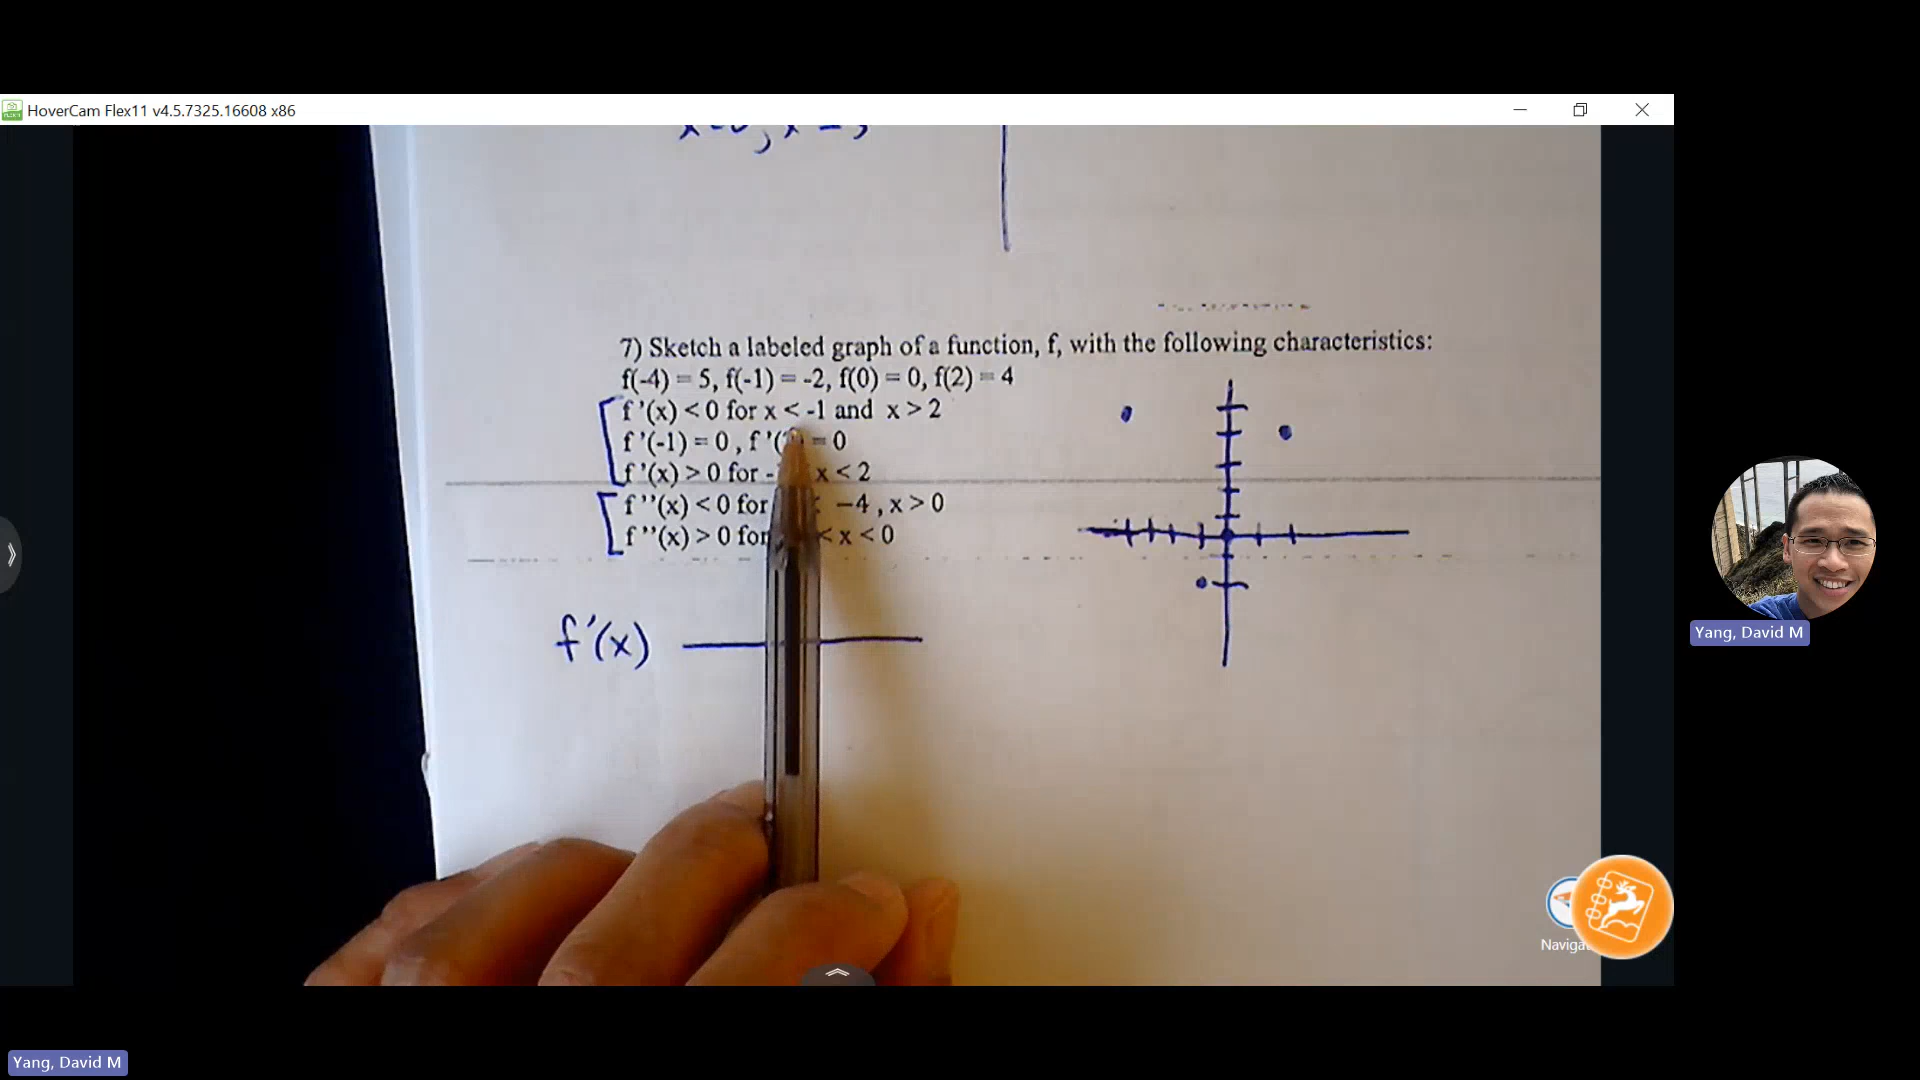 HoverCam Flex11 v4.5.7325.16608 x86
7) Sketch a labeled graph of a function, f, with the following characteristics:
f(-4) = 5, f(-1) = -2, f(0) = 0, f(2) = 4
f '(x) < 0 for x < -1 and x > 2
f '(-1) = 0 , f '( = 0
f '(x) > 0 for - x < 2
f ''(x) < 0 for −4 , x > 0
f ''(x) > 0 for < x < 0
f'(x)
Yang, David M
Yang, David M